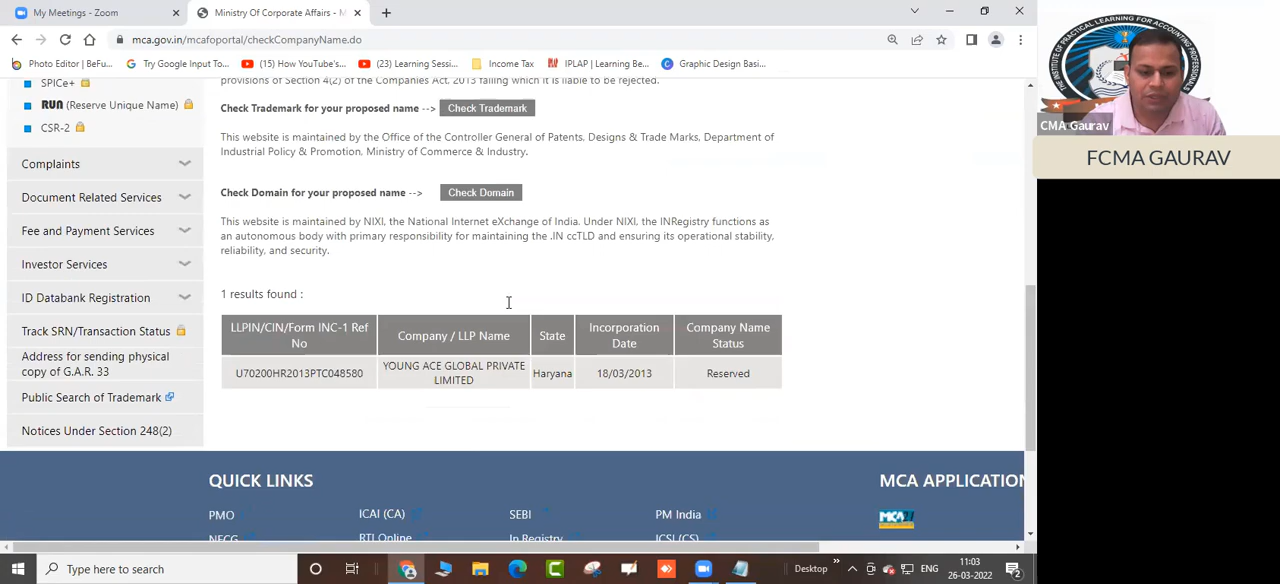 My Meetings - Zoom
Ministry Of Corporate Affairs - M
mca.gov.in/mcafoportal/checkCompanyName.do
Photo Editor | BeFu...
Try Google Input To...
(15) How YouTube's...
(23) Learning Sessi...
Income Tax
IPLAP | Learning Be...
Graphic Design Basi...
SPICe+
RUN (Reserve Unique Name)
CSR-2
Complaints
Document Related Services
Fee and Payment Services
Investor Services
ID Databank Registration
Track SRN/Transaction Status
Address for sending physical
copy of G.A.R. 33
Public Search of Trademark
Notices Under Section 248(2)
provisions of Section 4(2) of the Companies Act, 2013 failing which it is liable to be rejected.
Check Trademark for your proposed name --> Check Trademark
This website is maintained by the Office of the Controller General of Patents, Designs & Trade Marks, Department of
Industrial Policy & Promotion, Ministry of Commerce & Industry.
Check Domain for your proposed name --> Check Domain
This website is maintained by NIXI, the National Internet eXchange of India. Under NIXI, the INRegistry functions as
an autonomous body with primary responsibility for maintaining the .IN ccTLD and ensuring its operational stability,
reliability, and security.
1 results found :
LLPIN/CIN/Form INC-1 Ref No
Company / LLP Name
State
Incorporation Date
Company Name Status
U70200HR2013PTC048580
YOUNG ACE GLOBAL PRIVATE LIMITED
Haryana
18/03/2013
Reserved
QUICK LINKS
MCA APPLICATION
PMO
ICAI (CA)
SEBI
PM India
RTI Online
In Registry
ICSI (CS)
MCA
CMA Gaurav
FCMA GAURAV
Type here to search
Desktop
ENG
11:03
26-03-2022